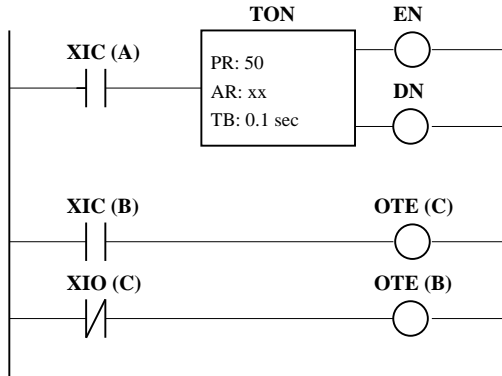 TON
EN
XIC (A)
PR: 50
AR: xx
TB: 0.1 sec
DN
XIC (B)
OTE (C)
XIO (C)
OTE (B)